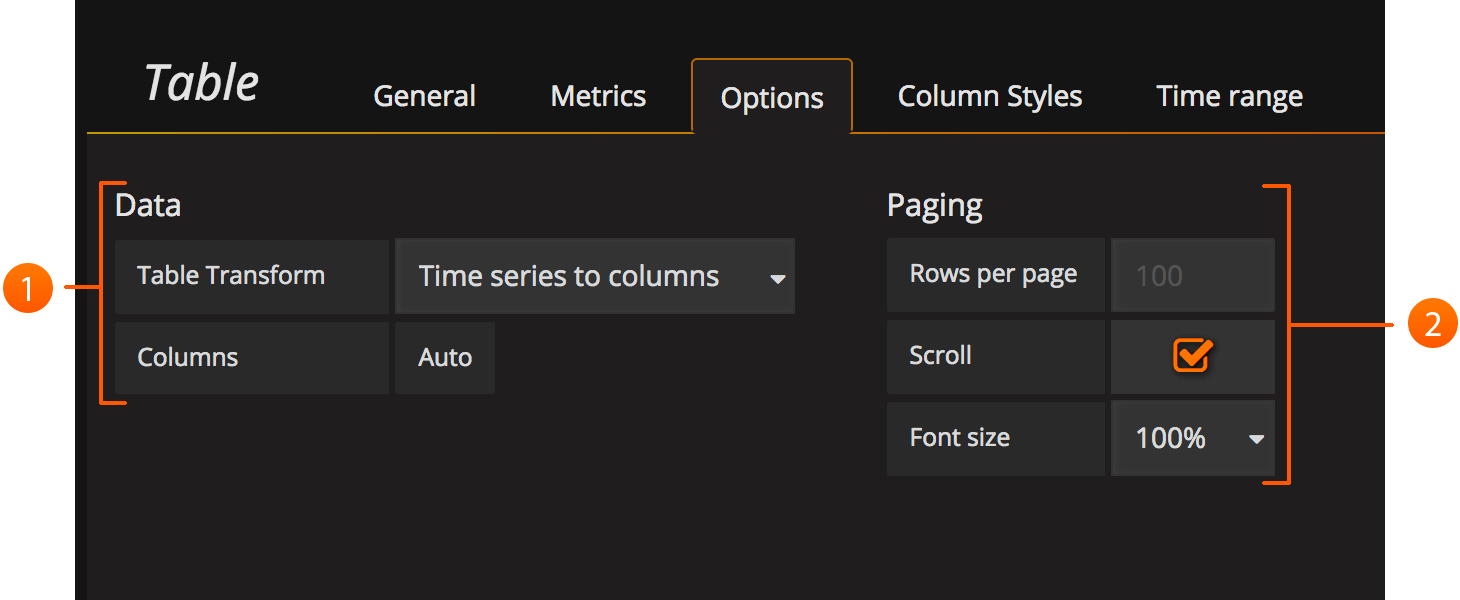 Table
General
Metrics
Options
Column Styles
Time range
1
Data
Table Transform
Time series to columns
Columns
Auto
Paging
Rows per page
100
Scroll
Font size
100%
2